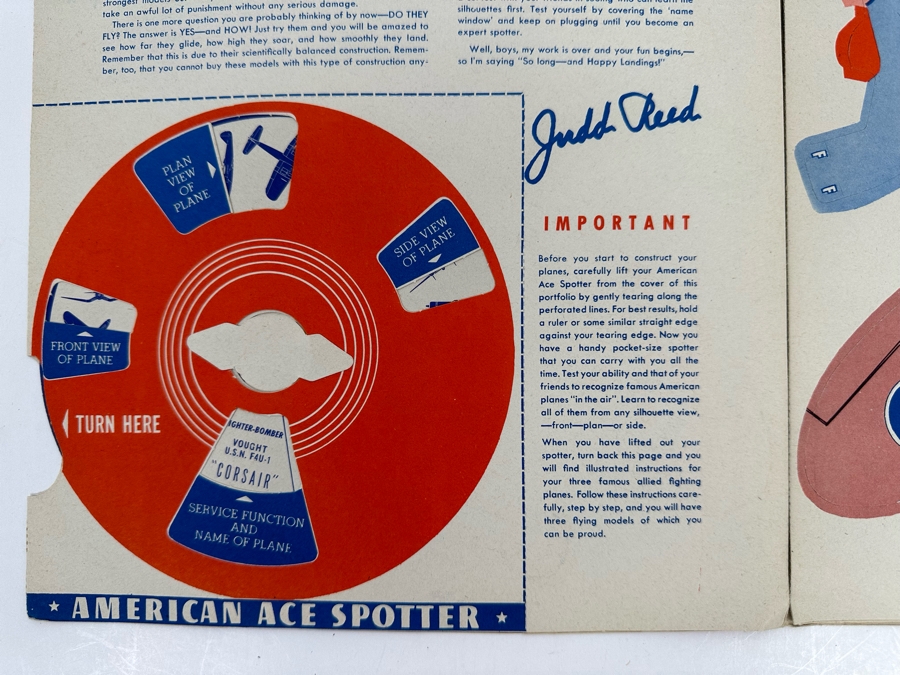 take an awful lot of punishment without any serious damage.
There is one more question you are probably thinking of by now—DO THEY
FLY? The answer is YES—and HOW! Just try them and you will be amazed to
see how far they glide, how high they soar, and how smoothly they land.
Remember that this is due to their scientifically balanced construction. Remem-
ber, too, that you cannot buy these models with this type of construction any-
silhouettes first. Test yourself by covering the 'name
window' and keep on plugging until you become an
expert spotter.
Well, boys, my work is over and your fun begins,—
so I'm saying "So long—and Happy Landings!"
Judd Reed
PLAN
VIEW
OF
PLANE
SIDE VIEW
OF PLANE
FRONT VIEW
OF PLANE
TURN HERE
IGHTER-BOMBER
VOUGHT
U.S.N. F4U-1
"CORSAIR"
SERVICE FUNCTION
AND
NAME OF PLANE
AMERICAN ACE SPOTTER
IMPORTANT
Before you start to construct your
planes, carefully lift your American
Ace Spotter from the cover of this
portfolio by gently tearing along the
perforated lines. For best results, hold
a ruler or some similar straight edge
against your tearing edge. Now you
have a handy pocket-size spotter
that you can carry with you all the
time. Test your ability and that of your
friends to recognize famous American
planes "in the air". Learn to recognize
all of them from any silhouette view,
—front—plan—or side.
When you have lifted out your
spotter, turn back this page and you
will find illustrated instructions for
your three famous allied fighting
planes. Follow these instructions care-
fully, step by step, and you will have
three flying models of which you
can be proud.
F
F